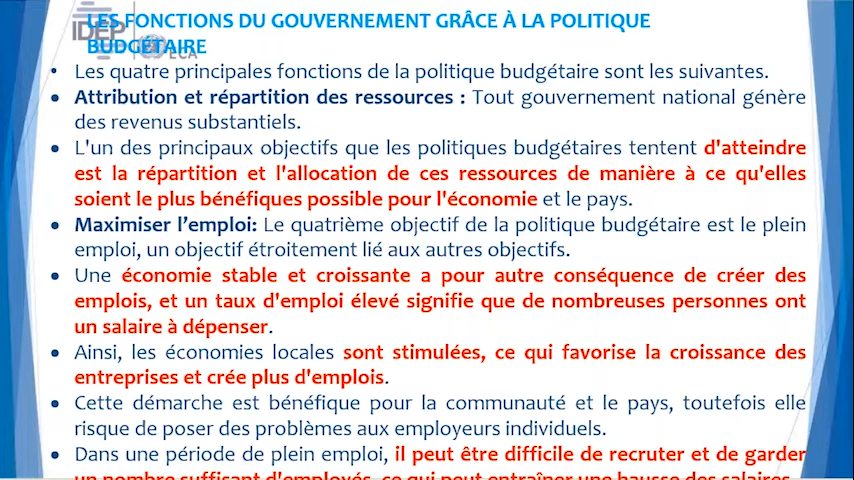 LES FONCTIONS DU GOUVERNEMENT GRÂCE À LA POLITIQUE
BUDGÉTAIRE
IDEP
ECA
• Les quatre principales fonctions de la politique budgétaire sont les suivantes.
• Attribution et répartition des ressources : Tout gouvernement national génère
des revenus substantiels.
• L'un des principaux objectifs que les politiques budgétaires tentent d'atteindre
est la répartition et l'allocation de ces ressources de manière à ce qu'elles
soient le plus bénéfiques possible pour l'économie et le pays.
• Maximiser l’emploi: Le quatrième objectif de la politique budgétaire est le plein
emploi, un objectif étroitement lié aux autres objectifs.
• Une économie stable et croissante a pour autre conséquence de créer des
emplois, et un taux d'emploi élevé signifie que de nombreuses personnes ont
un salaire à dépenser.
• Ainsi, les économies locales sont stimulées, ce qui favorise la croissance des
entreprises et crée plus d'emplois.
• Cette démarche est bénéfique pour la communauté et le pays, toutefois elle
risque de poser des problèmes aux employeurs individuels.
• Dans une période de plein emploi, il peut être difficile de recruter et de garder
un nombre suffisant d'employés, ce qui peut entraîner une hausse des salaires.